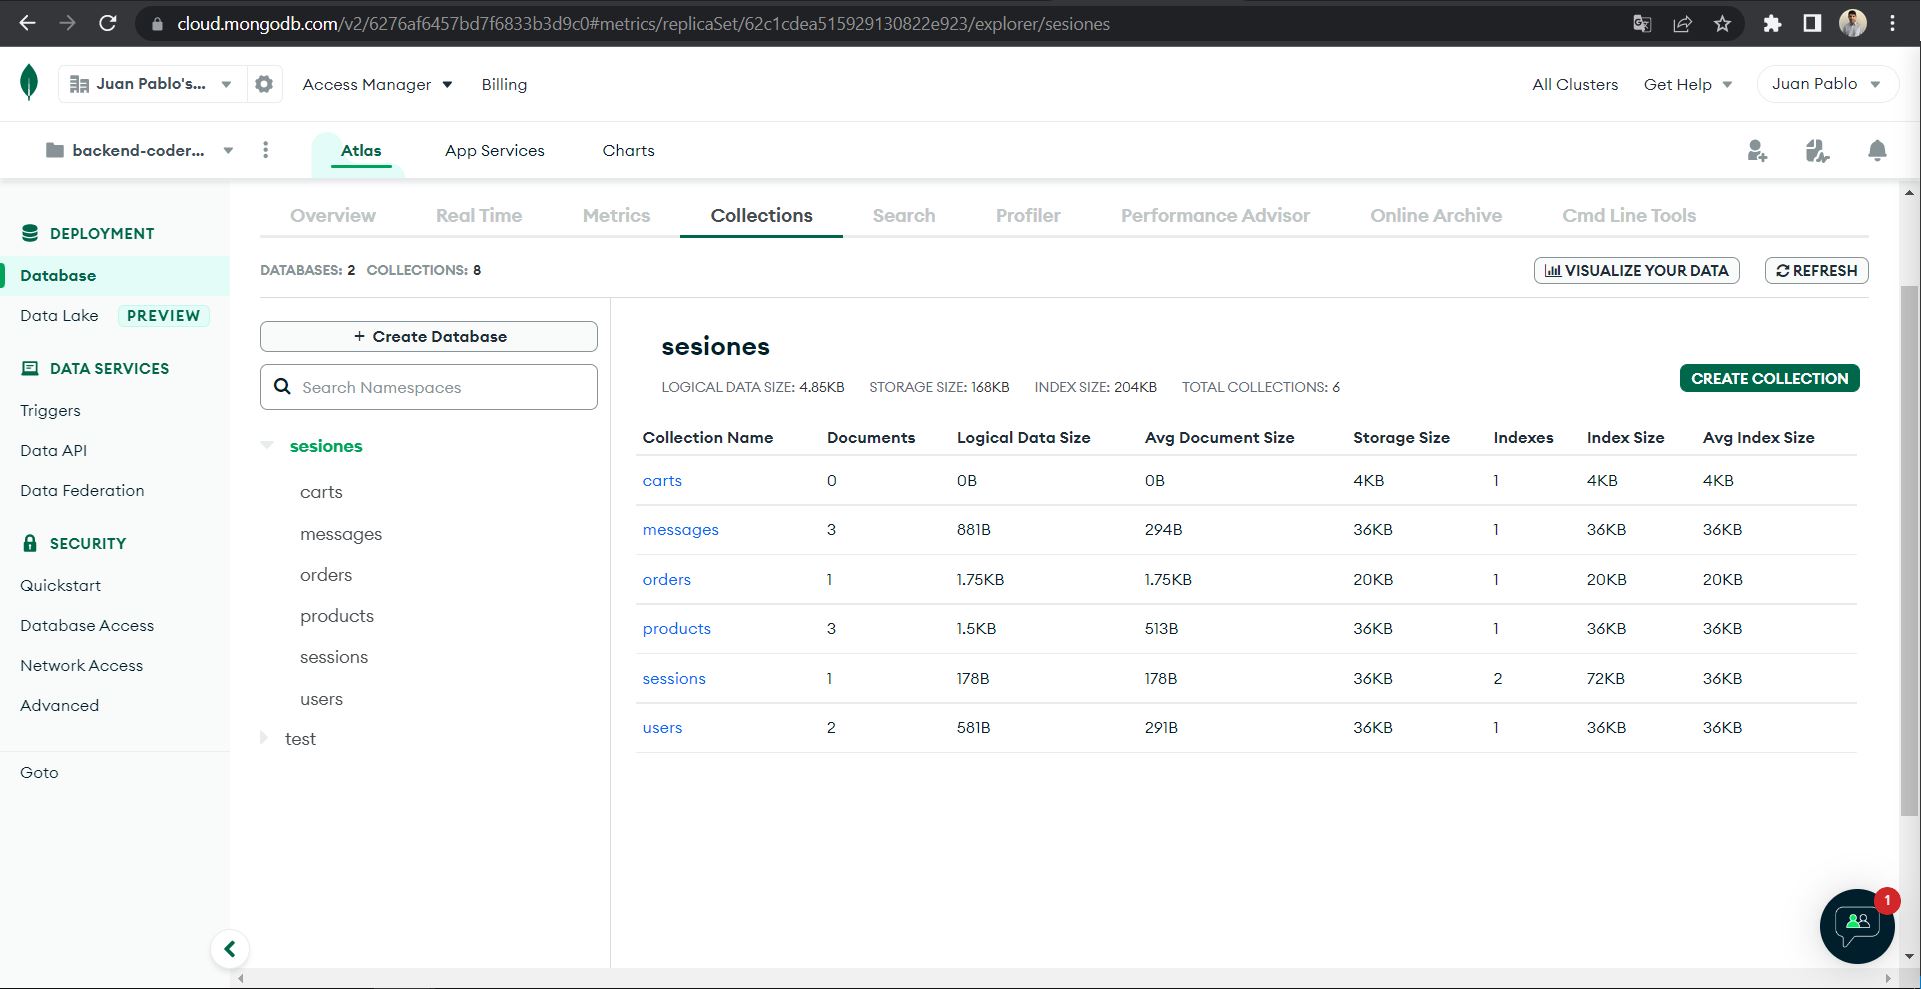 cloud.mongodb.com/v2/6276af6457bd7f6833b3d9c0#metrics/replicaSet/62c1cdea515929130822e923/explorer/sesiones
Juan Pablo's... Access Manager Billing All Clusters Get Help Juan Pablo
backend-coder... Atlas App Services Charts
DEPLOYMENT
Database
Data Lake PREVIEW
DATA SERVICES
Triggers
Data API
Data Federation
SECURITY
Quickstart
Database Access
Network Access
Advanced
Goto
Overview Real Time Metrics Collections Search Profiler Performance Advisor Online Archive Cmd Line Tools
DATABASES: 2 COLLECTIONS: 8 VISUALIZE YOUR DATA REFRESH
+ Create Database
Search Namespaces
sesiones
carts
messages
orders
products
sessions
users
test
sesiones
LOGICAL DATA SIZE: 4.85KB STORAGE SIZE: 168KB INDEX SIZE: 204KB TOTAL COLLECTIONS: 6
CREATE COLLECTION
Collection Name Documents Logical Data Size Avg Document Size Storage Size Indexes Index Size Avg Index Size
carts 0 0B 0B 4KB 1 4KB 4KB
messages 3 881B 294B 36KB 1 36KB 36KB
orders 1 1.75KB 1.75KB 20KB 1 20KB 20KB
products 3 1.5KB 513B 36KB 1 36KB 36KB
sessions 1 178B 178B 36KB 2 72KB 36KB
users 2 581B 291B 36KB 1 36KB 36KB
1